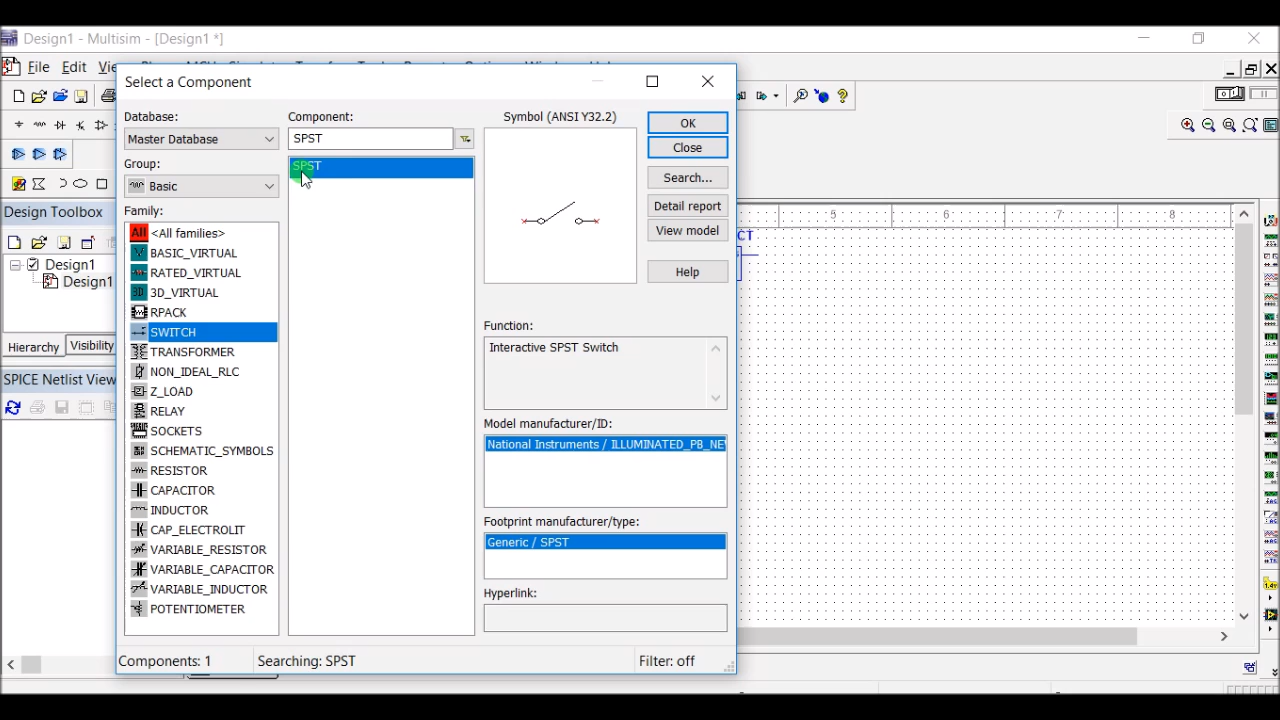 Design1 - Multisim - [Design1 *]
File Edit
Select a Component
Database:
Master Database
Group:
Basic
Family:
All <All families>
BASIC_VIRTUAL
RATED_VIRTUAL
3D 3D_VIRTUAL
RPACK
SWITCH
TRANSFORMER
NON_IDEAL_RLC
Z_LOAD
RELAY
SOCKETS
SCHEMATIC_SYMBOLS
RESISTOR
CAPACITOR
INDUCTOR
CAP_ELECTROLIT
VARIABLE_RESISTOR
VARIABLE_CAPACITOR
VARIABLE_INDUCTOR
POTENTIOMETER
Component:
SPST
SPST
Symbol (ANSI Y32.2)
OK
Close
Search...
Detail report
View model
Help
Function:
Interactive SPST Switch
Model manufacturer/ID:
National Instruments / ILLUMINATED_PB_NE
Footprint manufacturer/type:
Generic / SPST
Hyperlink:
Components: 1
Searching: SPST
Filter: off
Design Toolbox
Design1
Design1
Hierarchy Visibility
SPICE Netlist View
5 6 7 8
CT